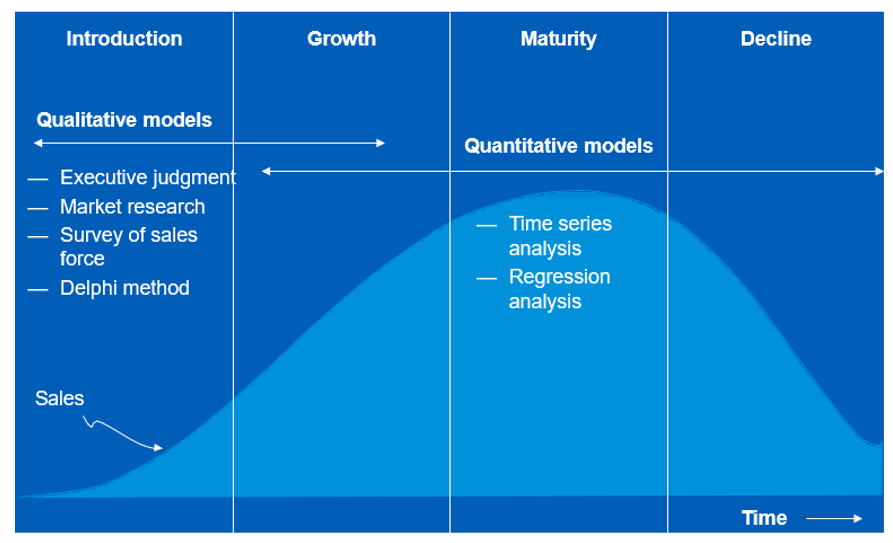 Introduction
Growth
Maturity
Decline
Qualitative models
Quantitative models
— Executive judgment
— Market research
— Survey of sales
force
— Delphi method
— Time series
analysis
— Regression
analysis
Sales
Time